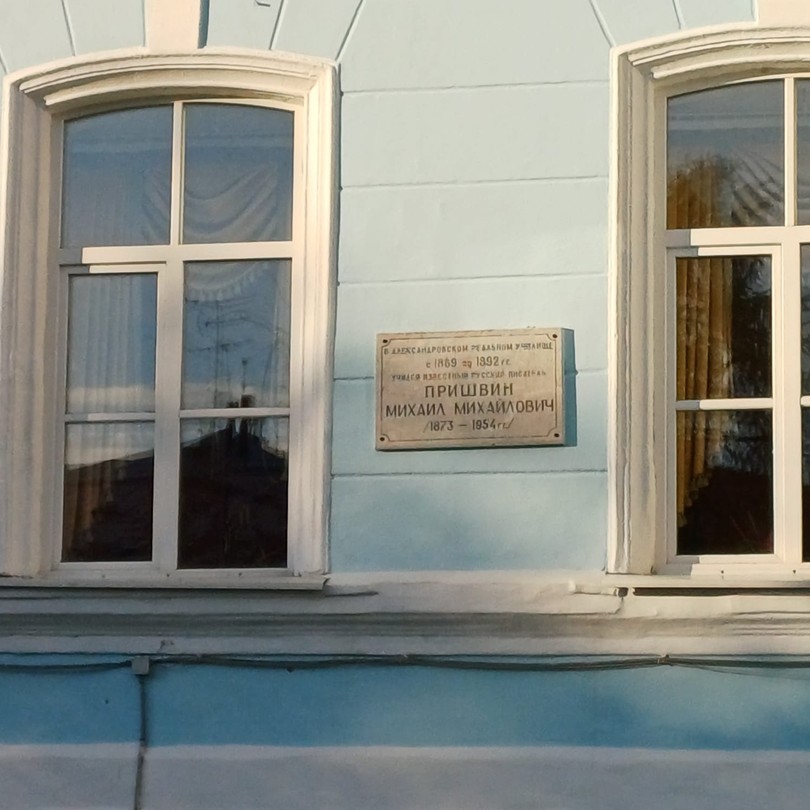 В АЛЕКСАНДРОВСКОМ РЕАЛЬНОМ УЧИЛИЩЕ
с 1889 по 1892 гг.
УЧИЛСЯ ИЗВЕСТНЫЙ РУССКИЙ ПИСАТЕЛЬ
ПРИШВИН
МИХАИЛ МИХАЙЛОВИЧ
/1873 — 1954 гг/